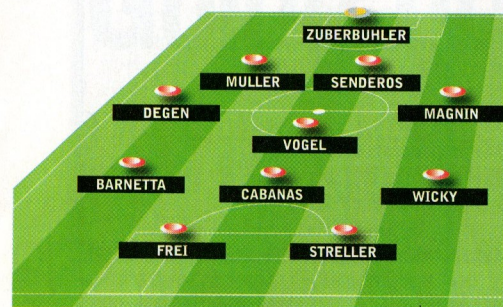 ZUBERBUHLER
MULLER
SENDEROS
DEGEN
MAGNIN
VOGEL
BARNETTA
CABANAS
WICKY
FREI
STRELLER